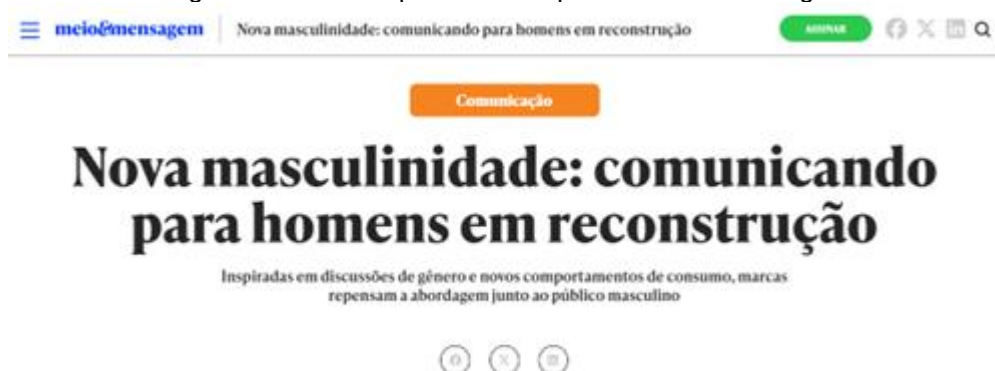 meio&mensagem
Nova masculinidade: comunicando para homens em reconstrução
ASSINAR
Comunicação
Nova masculinidade: comunicando
para homens em reconstrução
Inspiradas em discussões de gênero e novos comportamentos de consumo, marcas
repensam a abordagem junto ao público masculino